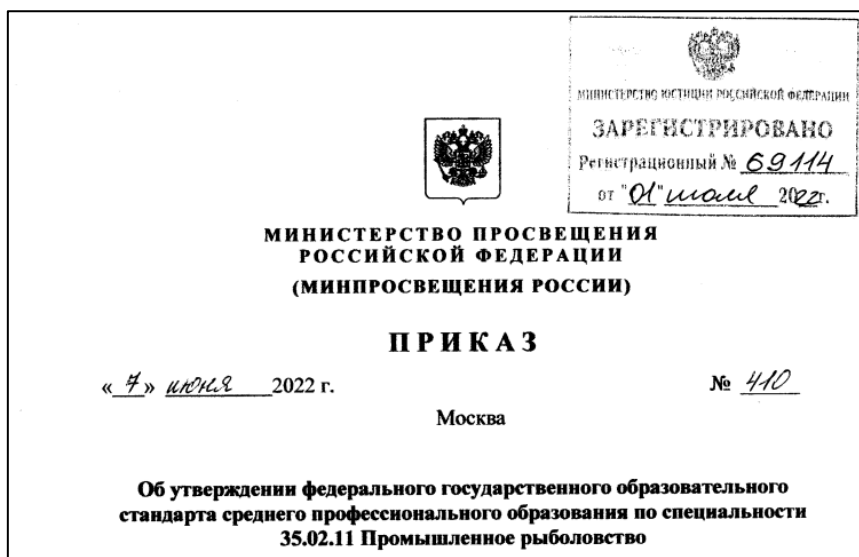 МИНИСТЕРСТВО ЮСТИЦИИ РОССИЙСКОЙ ФЕДЕРАЦИИ
ЗАРЕГИСТРИРОВАНО
Регистрационный № 69114
от "01" июля 2022г.
МИНИСТЕРСТВО ПРОСВЕЩЕНИЯ
РОССИЙСКОЙ ФЕДЕРАЦИИ
(МИНПРОСВЕЩЕНИЯ РОССИИ)
ПРИКАЗ
« 7 » июня 2022 г.
№ 410
Москва
Об утверждении федерального государственного образовательного
стандарта среднего профессионального образования по специальности
35.02.11 Промышленное рыболовство